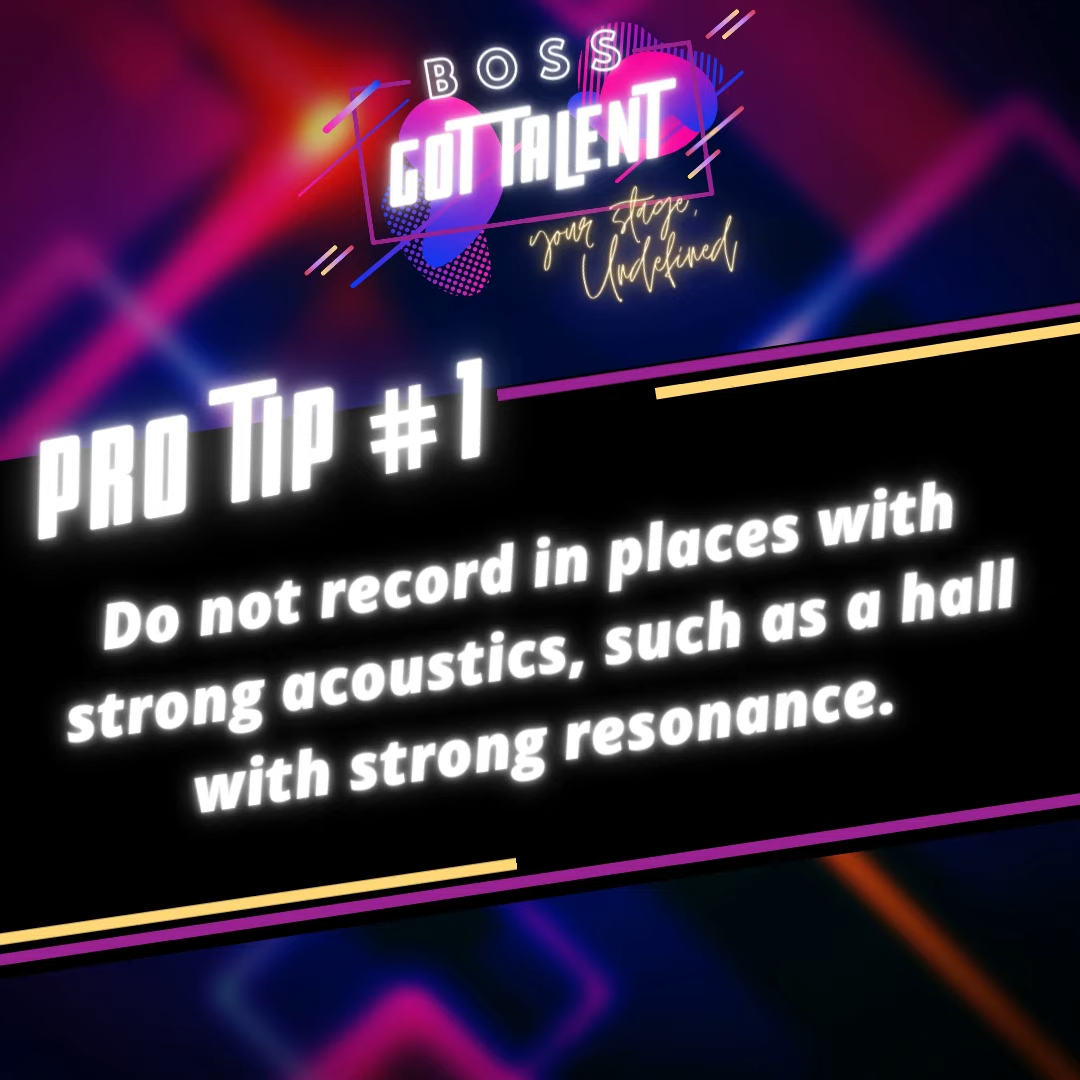 BOSS
GOT TALENT
your stage,
Undefined
PRO TIP #1
Do not record in places with
strong acoustics, such as a hall
with strong resonance.